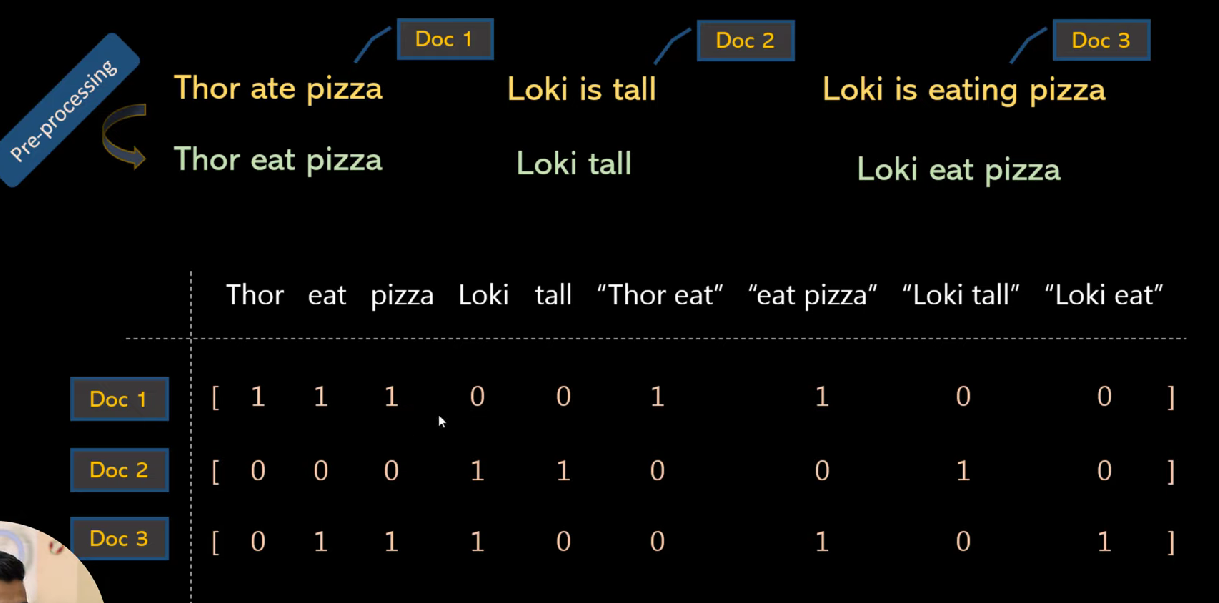 Doc 1 Doc 2 Doc 3
Pre-processing
Thor ate pizza Loki is tall Loki is eating pizza
Thor eat pizza Loki tall Loki eat pizza
Thor eat pizza Loki tall “Thor eat” “eat pizza” “Loki tall” “Loki eat”
Doc 1 [ 1 1 1 0 0 1 1 0 0 ]
Doc 2 [ 0 0 0 1 1 0 0 1 0 ]
Doc 3 [ 0 1 1 1 0 0 1 0 1 ]